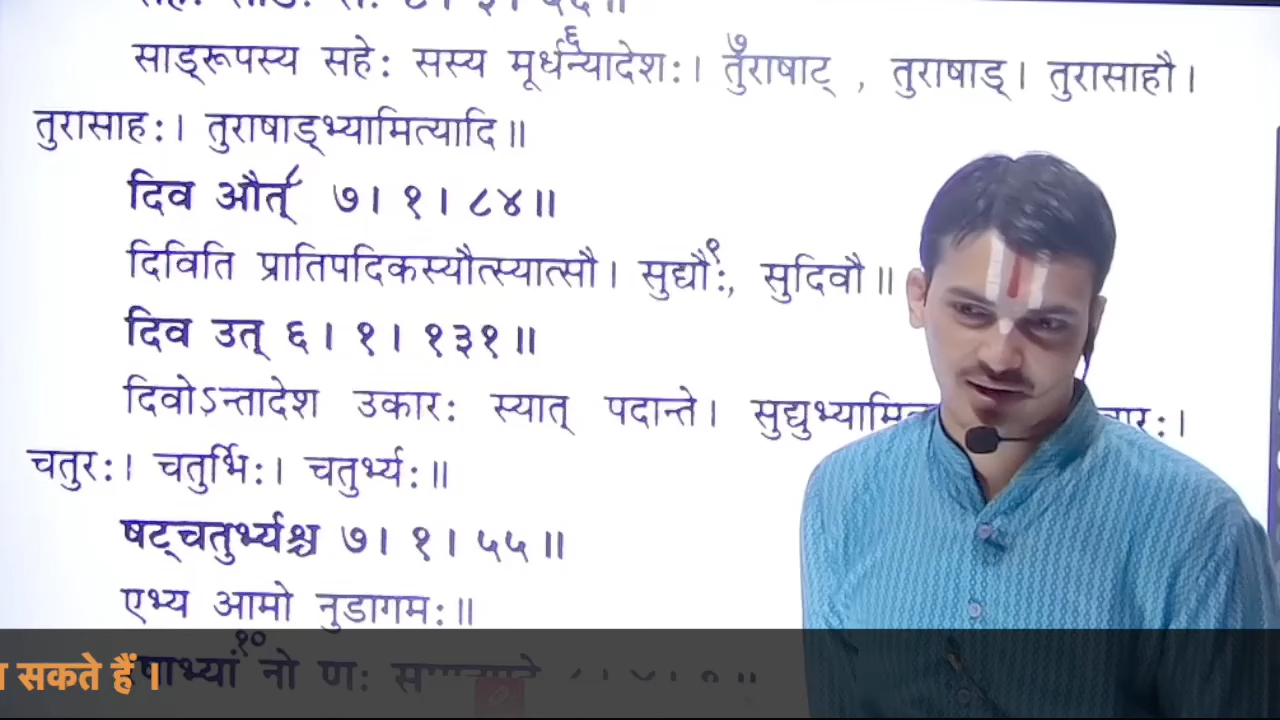 साड्रूपस्य सहेः सस्य मूर्धन्यादेशः। तुराषाट् , तुराषाड्। तुरासाहौ।
तुरासाहः। तुराषाड्भ्यामित्यादि॥
दिव औत् ७। १। ८४॥
दिविति प्रातिपदिकस्यौत्स्यात्सौ। सुद्यौः, सुदिवौ॥
दिव उत् ६। १। १३१॥
दिवोऽन्तादेश उकारः स्यात् पदान्ते।
चतुरः। चतुर्भिः। चतुर्भ्यः॥
षट्चतुर्भ्यश्च ७। १। ५५॥
एभ्य आमो नुडागमः॥
नो णः
सकते हैं।